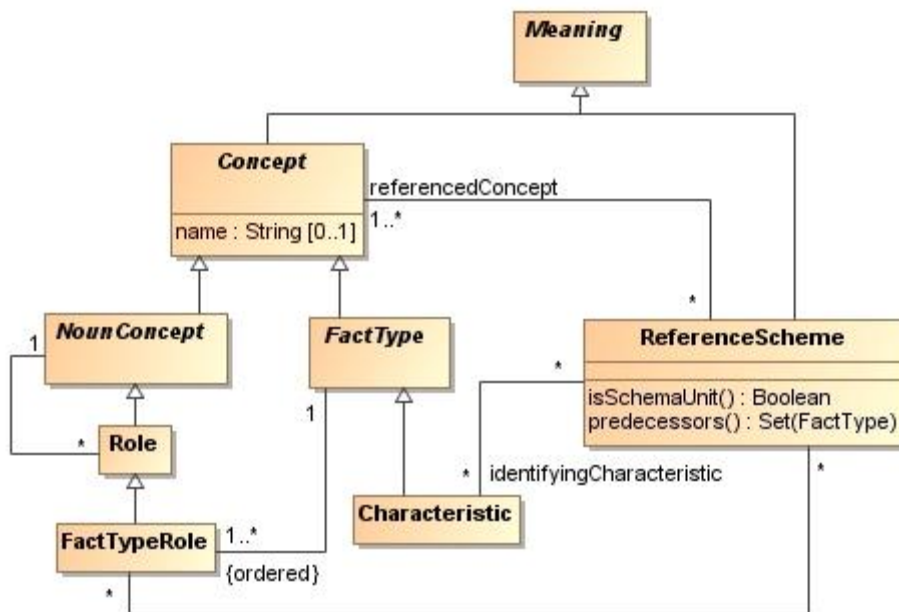 Meaning
Concept
name : String [0..1]
referencedConcept
1..*
*
NounConcept
1
*
Role
FactType
1
ReferenceScheme
isSchemaUnit() : Boolean
predecessors() : Set(FactType)
*
*
identifyingCharacteristic
*
Characteristic
FactTypeRole
1..*
{ordered}
*